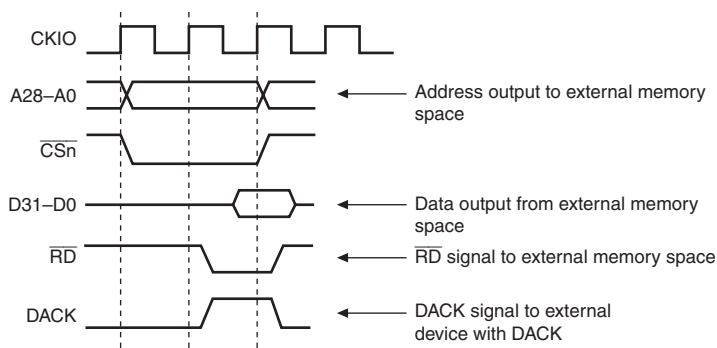 CKIO
A28–A0
Address output to external memory
space
CSn
D31–D0
Data output from external memory
space
RD
RD signal to external memory space
DACK
DACK signal to external
device with DACK